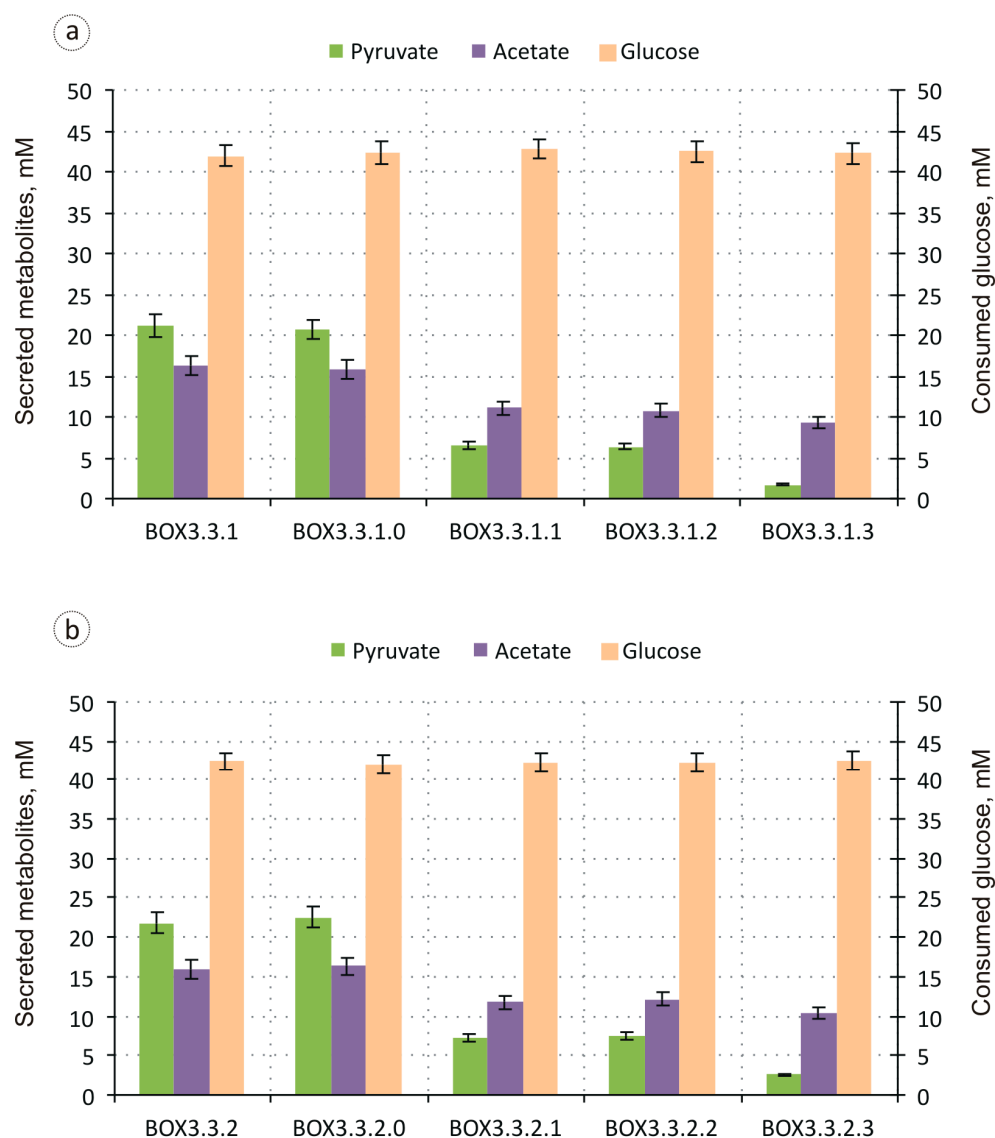 a
Pyruvate Acetate Glucose
Secreted metabolites, mM
50 50
45 45
40 40
35 35
30 30
25 25
20 20
15 15
10 10
5 5
0 0
Consumed glucose, mM
BOX3.3.1 BOX3.3.1.0 BOX3.3.1.1 BOX3.3.1.2 BOX3.3.1.3
b
Pyruvate Acetate Glucose
Secreted metabolites, mM
50 50
45 45
40 40
35 35
30 30
25 25
20 20
15 15
10 10
5 5
0 0
Consumed glucose, mM
BOX3.3.2 BOX3.3.2.0 BOX3.3.2.1 BOX3.3.2.2 BOX3.3.2.3